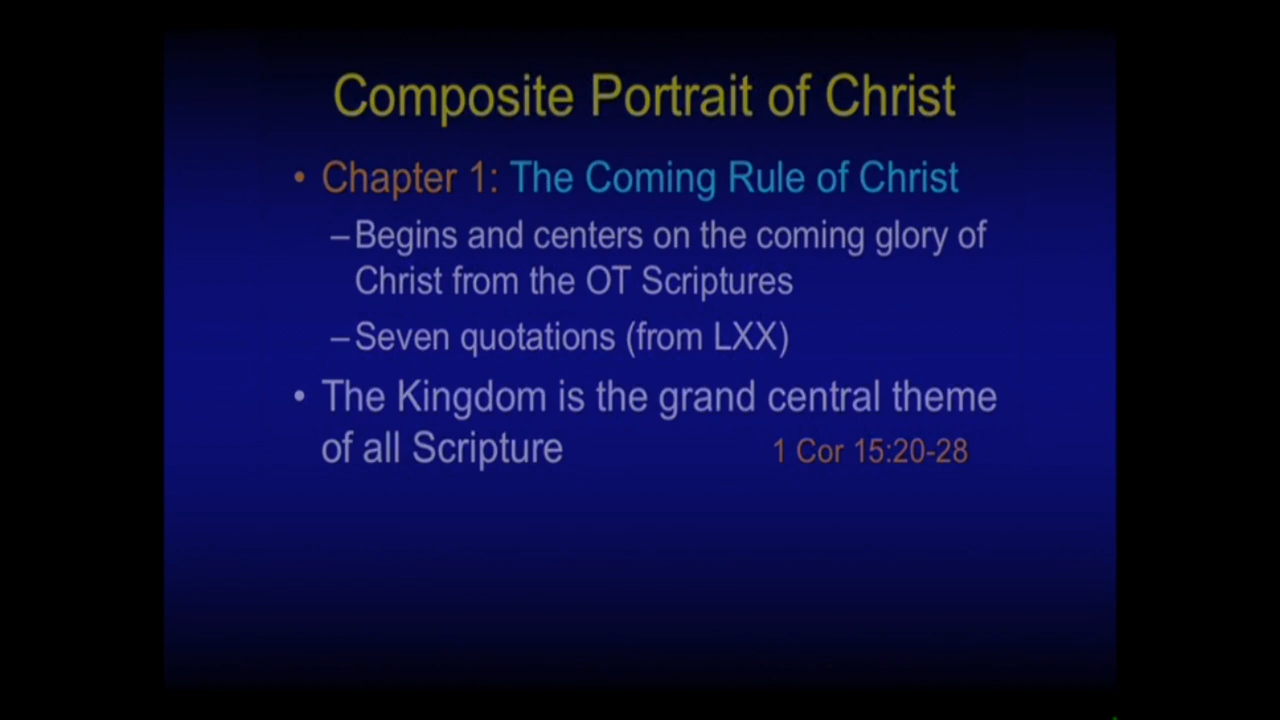 Composite Portrait of Christ
• Chapter 1: The Coming Rule of Christ
–Begins and centers on the coming glory of
Christ from the OT Scriptures
–Seven quotations (from LXX)
• The Kingdom is the grand central theme
of all Scripture 1 Cor 15:20-28